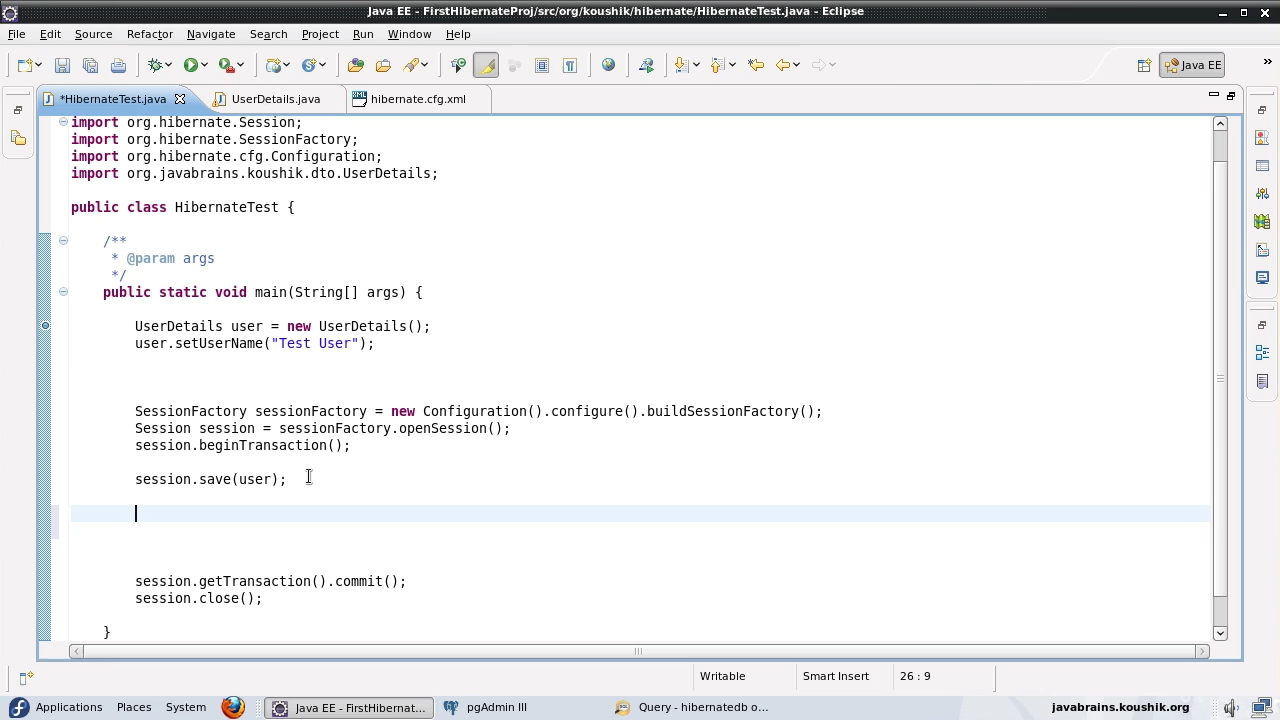 Java EE - FirstHibernateProj/src/org/koushik/hibernate/HibernateTest.java - Eclipse
File Edit Source Refactor Navigate Search Project Run Window Help
Java EE
*HibernateTest.java UserDetails.java hibernate.cfg.xml
import org.hibernate.Session;
import org.hibernate.SessionFactory;
import org.hibernate.cfg.Configuration;
import org.javabrains.koushik.dto.UserDetails;
public class HibernateTest {
/**
* @param args
*/
public static void main(String[] args) {
UserDetails user = new UserDetails();
user.setUserName("Test User");
SessionFactory sessionFactory = new Configuration().configure().buildSessionFactory();
Session session = sessionFactory.openSession();
session.beginTransaction();
session.save(user);
session.getTransaction().commit();
session.close();
}
Writable Smart Insert 26 : 9
Applications Places System Java EE - FirstHibernat... pgAdmin III Query - hibernatedb o... javabrains.koushik.org